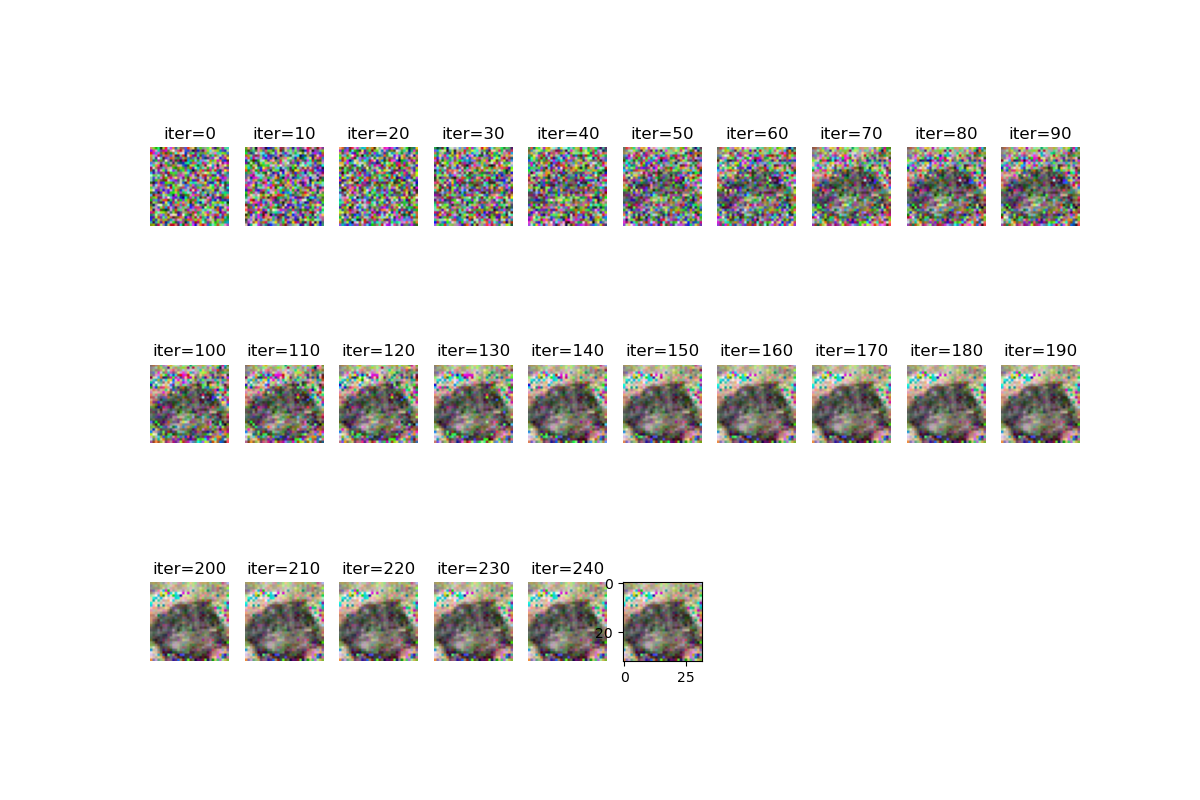 iter=0 iter=10 iter=20 iter=30 iter=40 iter=50 iter=60 iter=70 iter=80 iter=90
iter=100 iter=110 iter=120 iter=130 iter=140 iter=150 iter=160 iter=170 iter=180 iter=190
iter=200 iter=210 iter=220 iter=230 iter=240
0
20
0 25